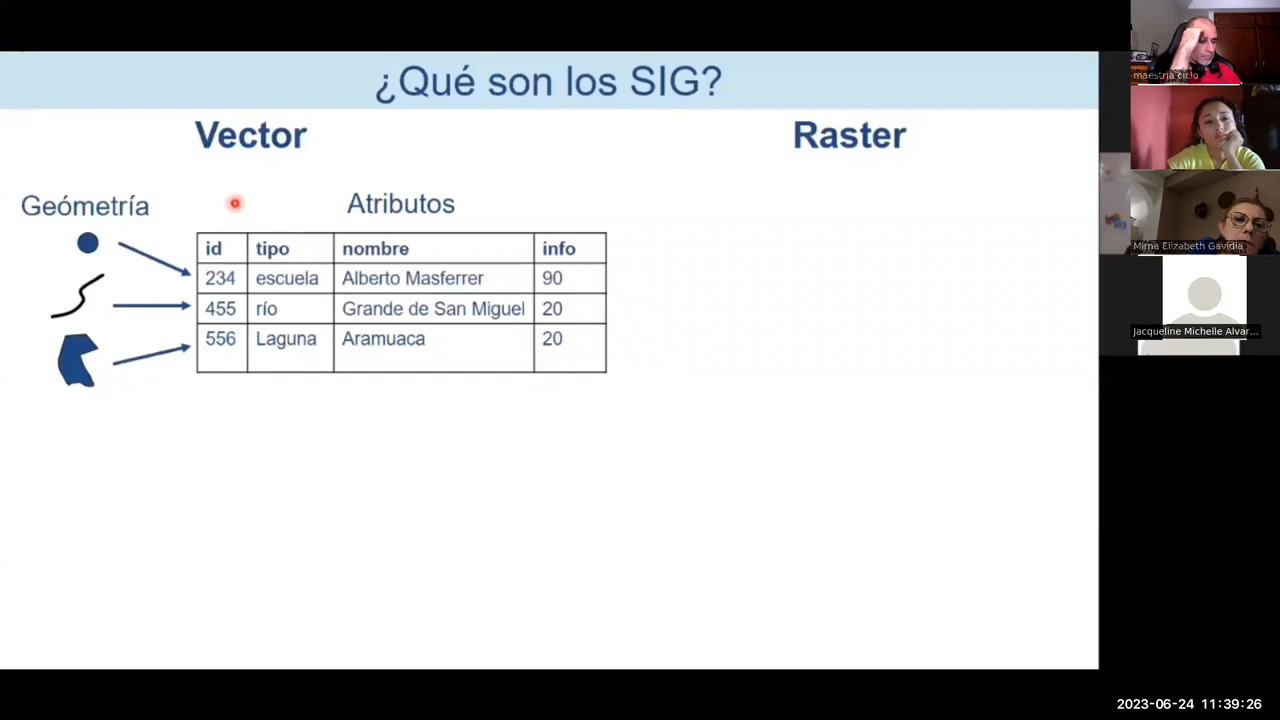 ¿Qué son los SIG?
Vector
Raster
Geómetría
Atributos
id tipo nombre info
234 escuela Alberto Masferrer 90
455 río Grande de San Miguel 20
556 Laguna Aramuaca 20
maestria ciclo
Mirna Elizabeth Gavidia
Jacqueline Michelle Alvar...
2023-06-24 11:39:26